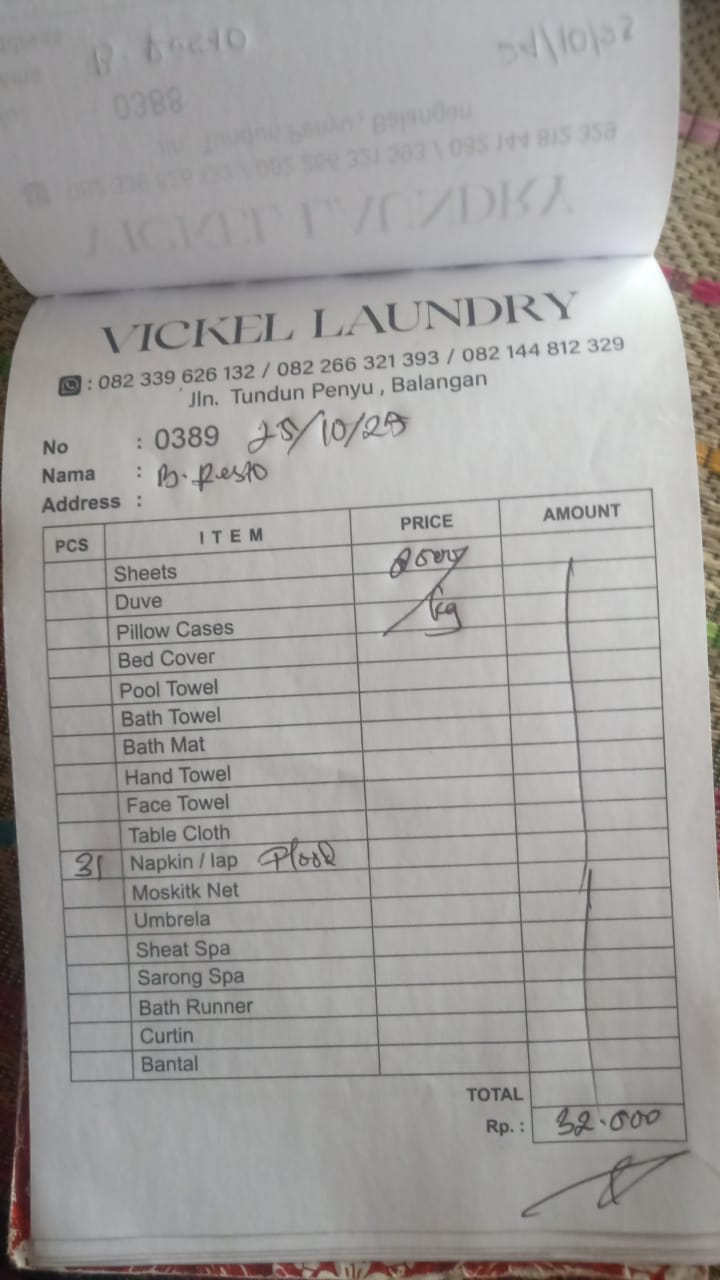 VICKEL LAUNDRY
: 082 339 626 132 / 082 266 321 393 / 082 144 812 329
Jln. Tundun Penyu , Balangan
No : 0389 25/10/25
Nama : B. Resto
Address :
PCS ITEM PRICE AMOUNT
Sheets
Duve
/kg
Pillow Cases
Bed Cover
Pool Towel
Bath Towel
Bath Mat
Hand Towel
Face Towel
Table Cloth
31 Napkin / lap
Moskitk Net
Umbrela
Sheat Spa
Sarong Spa
Bath Runner
Curtin
Bantal
TOTAL
Rp. : 32.000